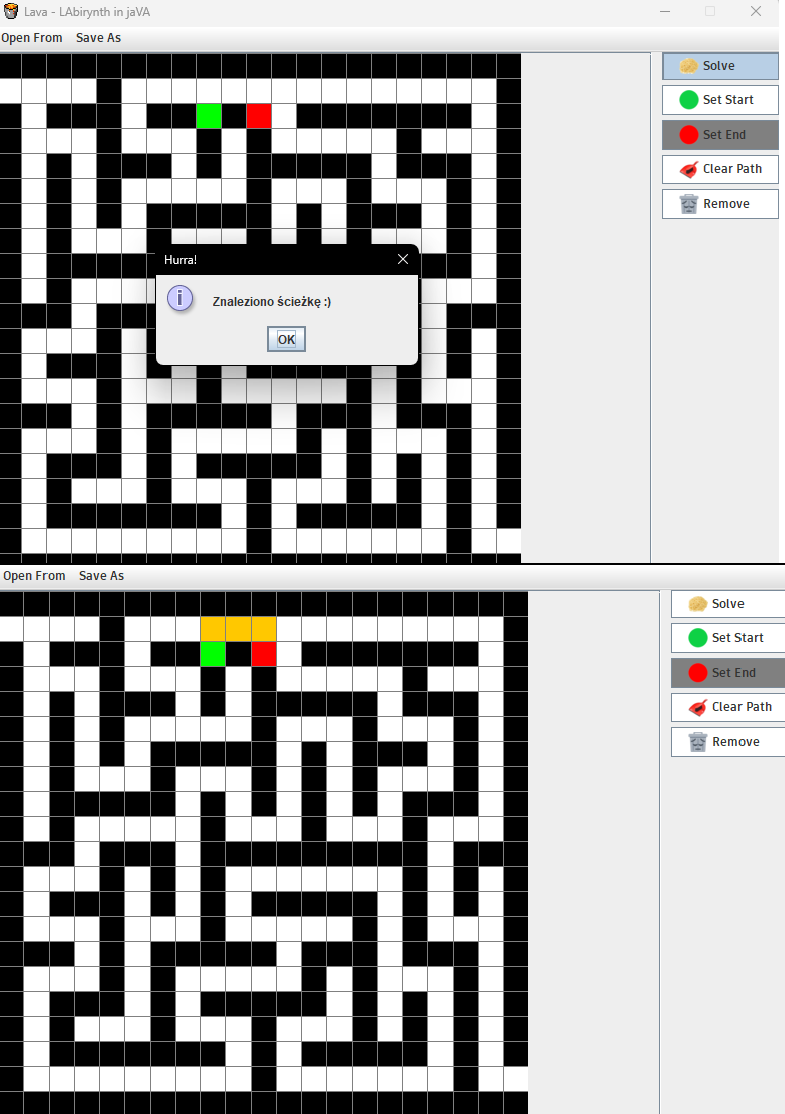 Lava - LAbirynth in jaVA
Open From Save As
Solve
Set Start
Set End
Clear Path
Remove
Hurra!
Znaleziono ścieżkę :)
OK
Open From Save As
Solve
Set Start
Set End
Clear Path
Remove